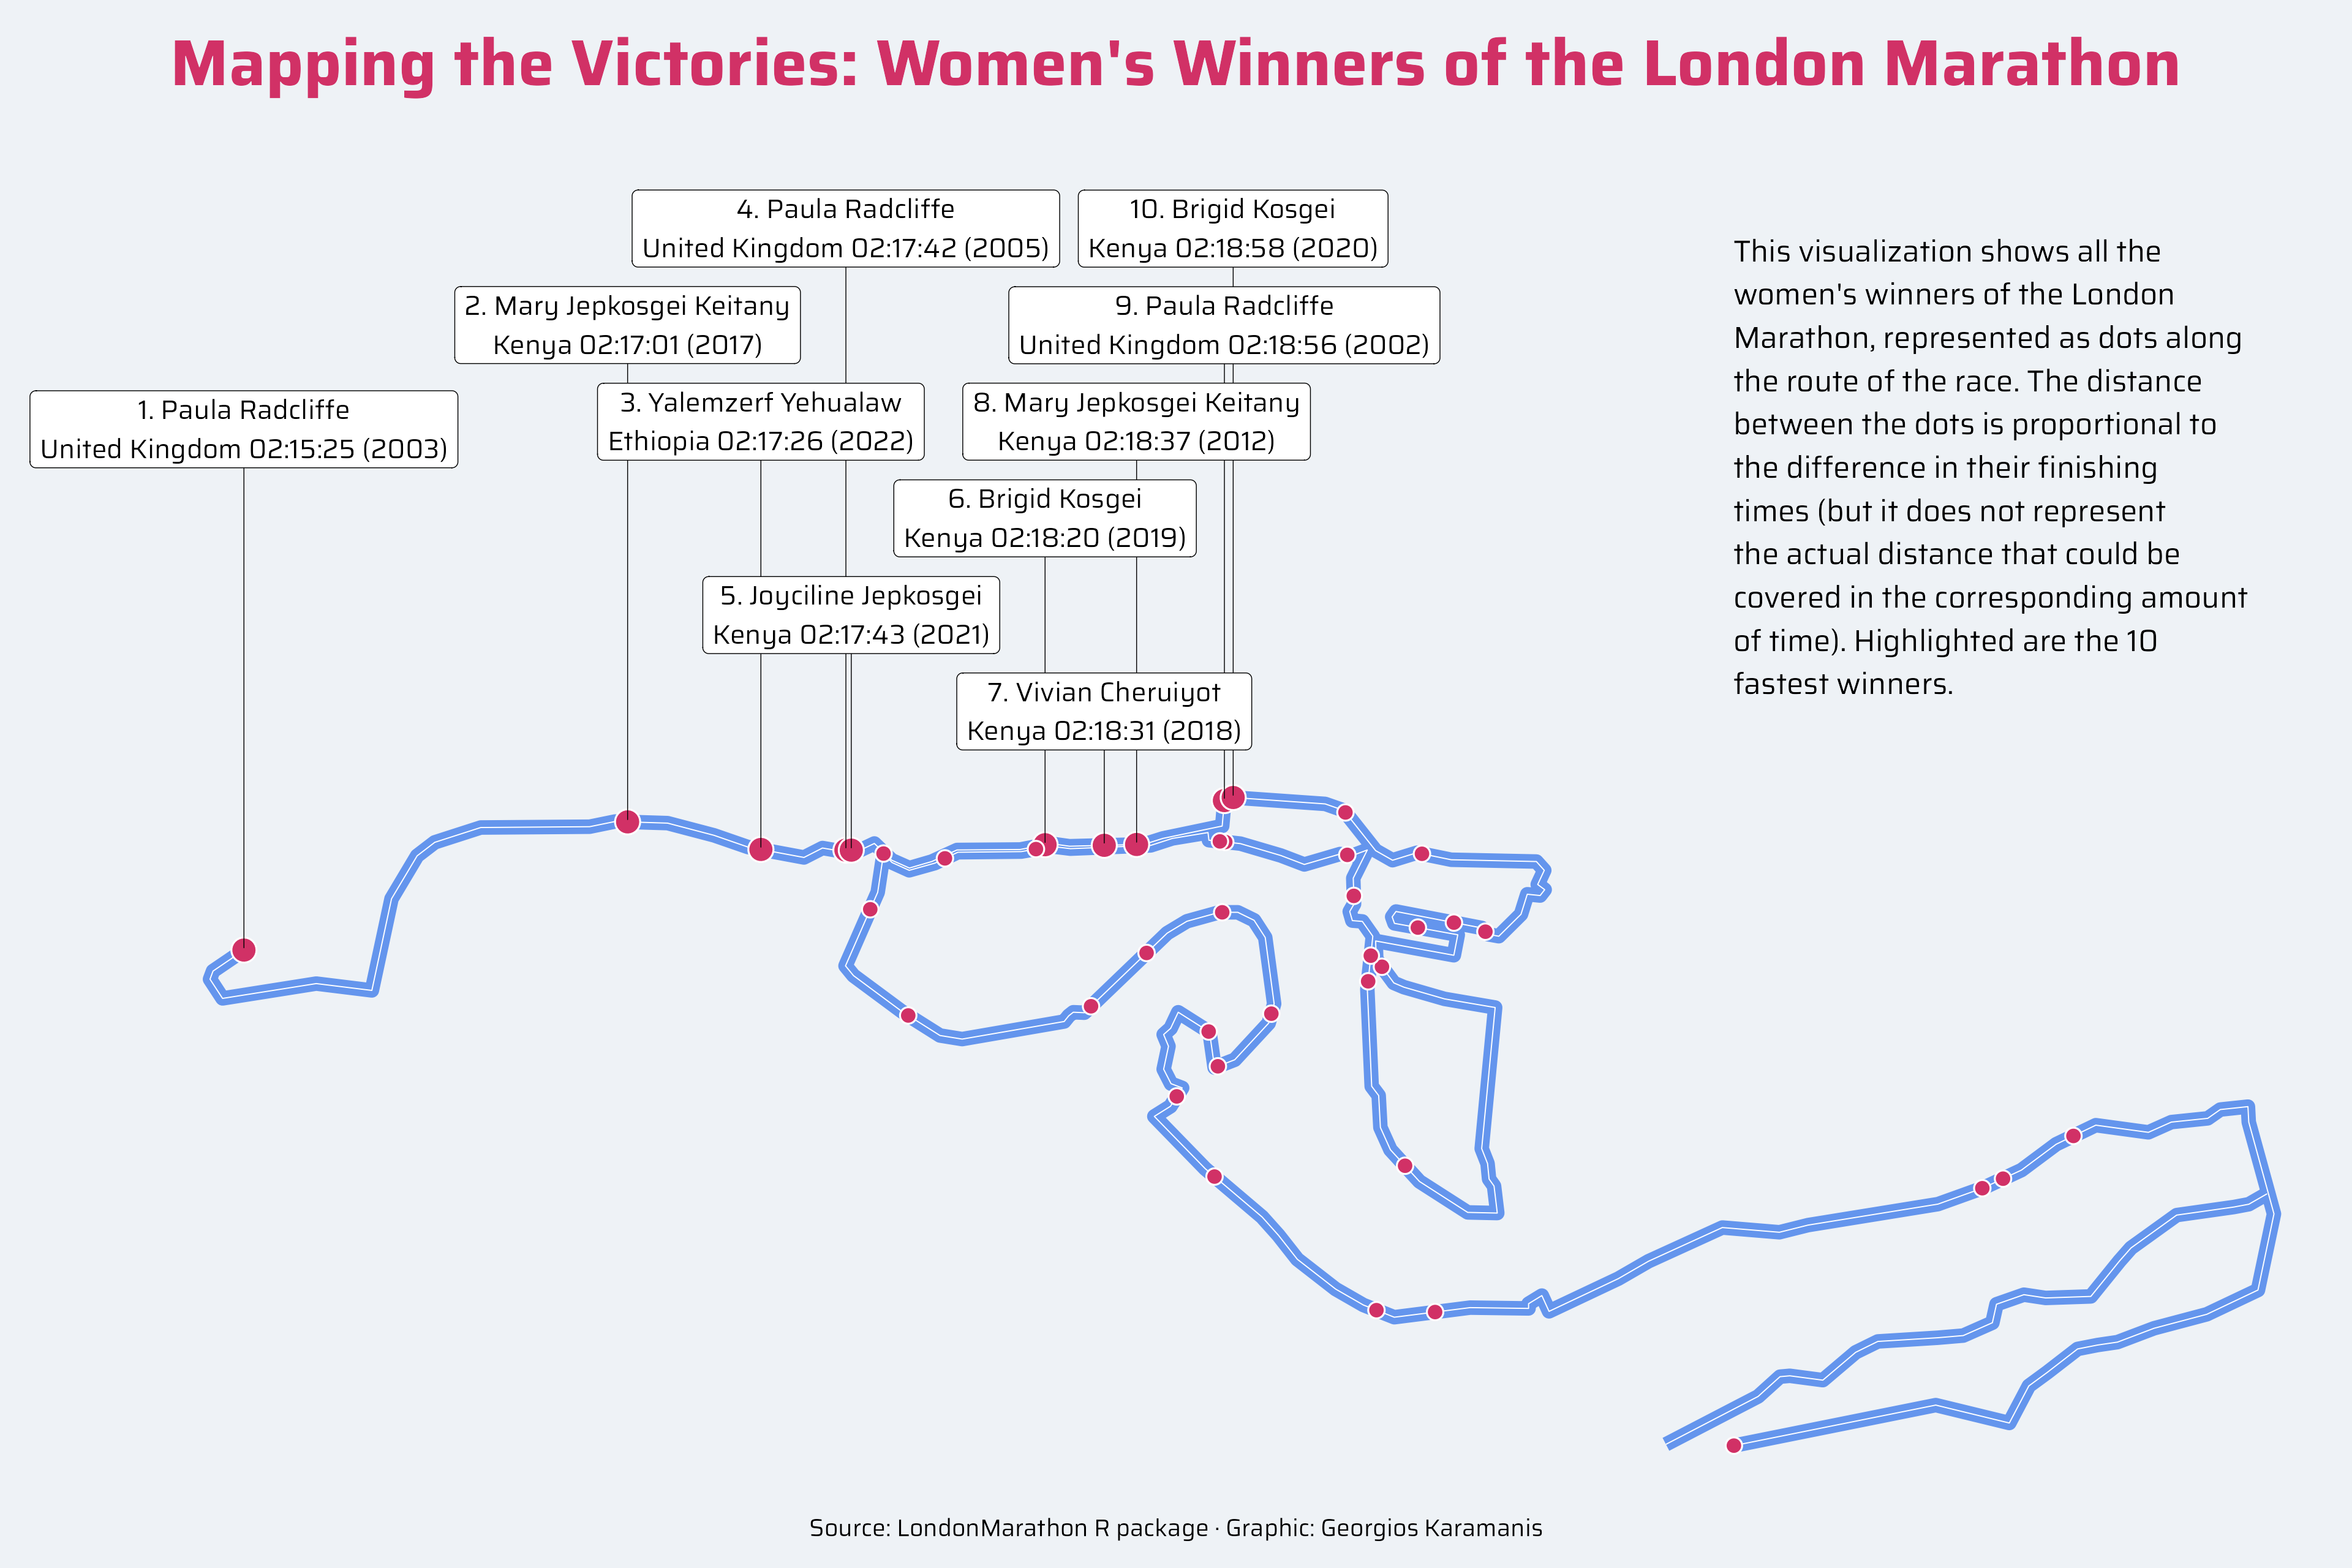 Mapping the Victories: Women's Winners of the London Marathon
4. Paula Radcliffe
United Kingdom 02:17:42 (2005)
10. Brigid Kosgei
Kenya 02:18:58 (2020)
2. Mary Jepkosgei Keitany
Kenya 02:17:01 (2017)
9. Paula Radcliffe
United Kingdom 02:18:56 (2002)
1. Paula Radcliffe
United Kingdom 02:15:25 (2003)
3. Yalemzerf Yehualaw
Ethiopia 02:17:26 (2022)
8. Mary Jepkosgei Keitany
Kenya 02:18:37 (2012)
6. Brigid Kosgei
Kenya 02:18:20 (2019)
5. Joyciline Jepkosgei
Kenya 02:17:43 (2021)
7. Vivian Cheruiyot
Kenya 02:18:31 (2018)
This visualization shows all the
women's winners of the London
Marathon, represented as dots along
the route of the race. The distance
between the dots is proportional to
the difference in their finishing
times (but it does not represent
the actual distance that could be
covered in the corresponding amount
of time). Highlighted are the 10
fastest winners.
Source: LondonMarathon R package · Graphic: Georgios Karamanis